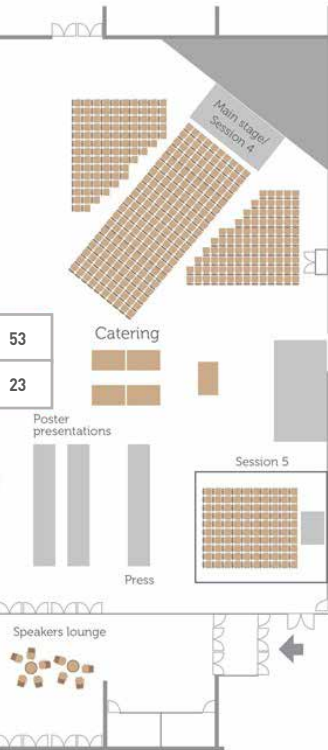 Main stage/
Session 4
53
Catering
23
Poster
presentations
Session 5
Press
Speakers lounge